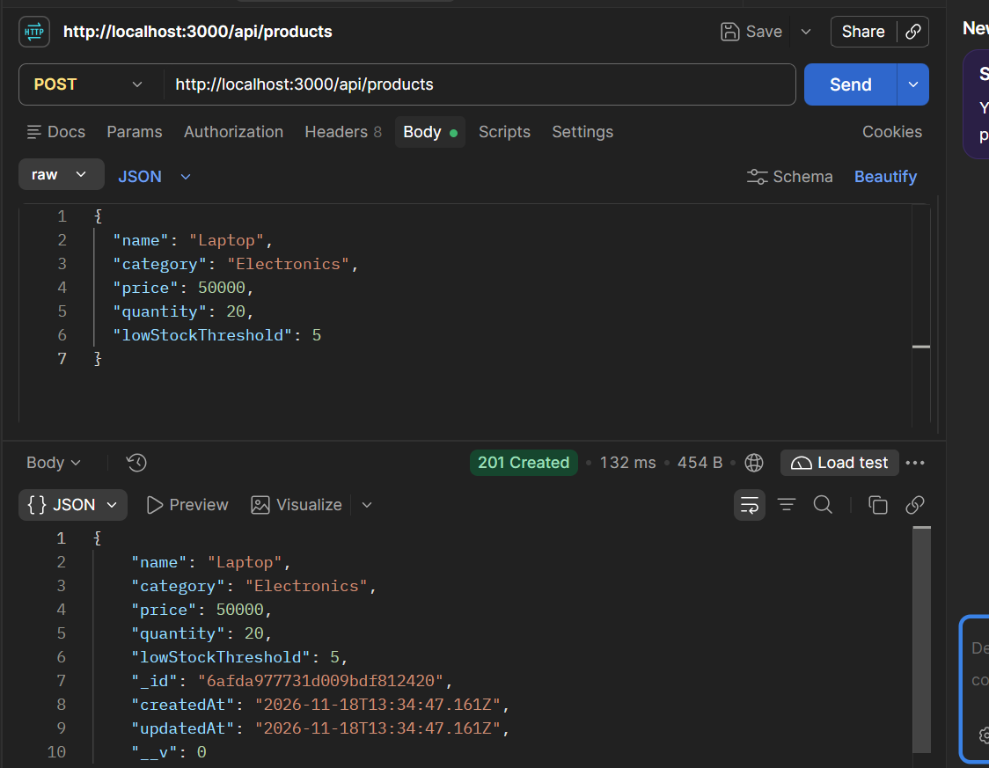 HTTP http://localhost:3000/api/products Save Share
POST http://localhost:3000/api/products Send
Docs Params Authorization Headers 8 Body Scripts Settings Cookies
raw JSON Schema Beautify
1 {
2 "name": "Laptop",
3 "category": "Electronics",
4 "price": 50000,
5 "quantity": 20,
6 "lowStockThreshold": 5
7 }
Body 201 Created • 132 ms • 454 B • Load test
{} JSON Preview Visualize
1 {
2 "name": "Laptop",
3 "category": "Electronics",
4 "price": 50000,
5 "quantity": 20,
6 "lowStockThreshold": 5,
7 "_id": "6afda977731d009bdf812420",
8 "createdAt": "2026-11-18T13:34:47.161Z",
9 "updatedAt": "2026-11-18T13:34:47.161Z",
10 "__v": 0